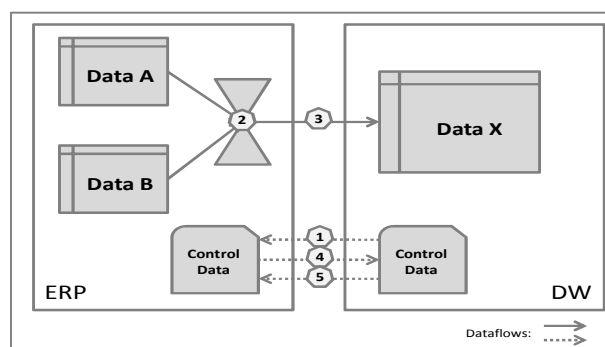 Data A
2
3
Data X
Data B
1
Control
Data
4
Control
Data
5
ERP
DW
Dataflows: